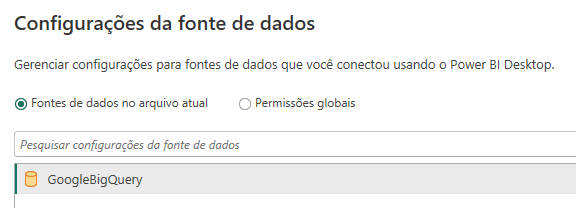 Configurações da fonte de dados
Gerenciar configurações para fontes de dados que você conectou usando o Power BI Desktop.
Fontes de dados no arquivo atual Permissões globais
Pesquisar configurações da fonte de dados
GoogleBigQuery